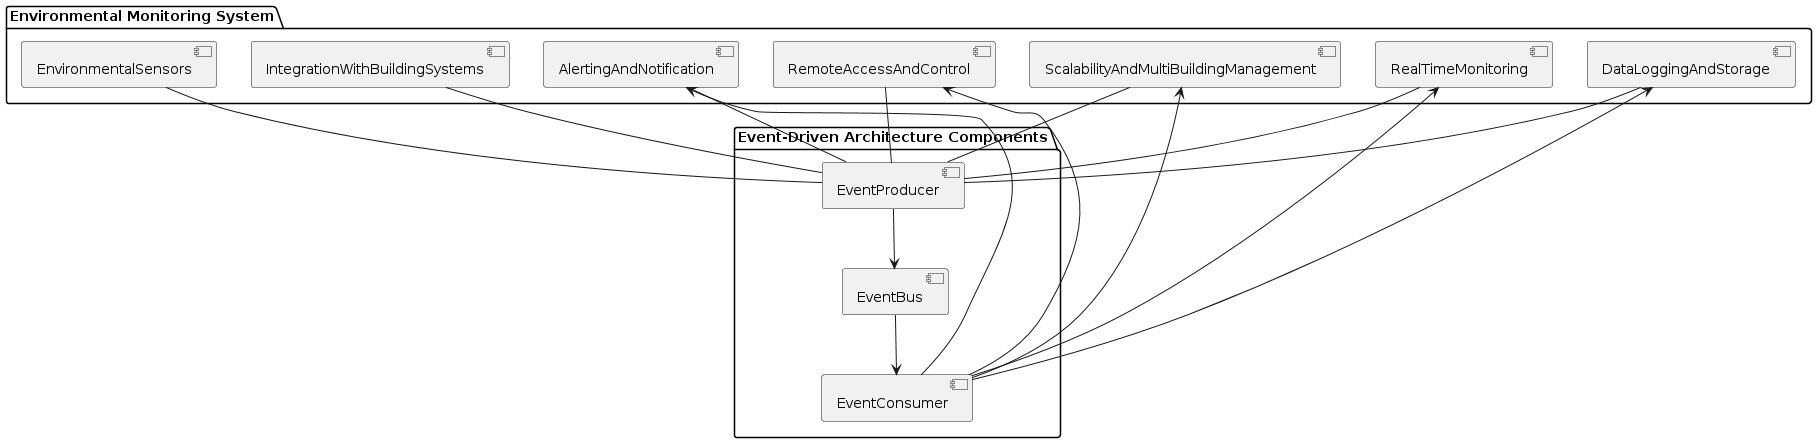 Environmental Monitoring System
EnvironmentalSensors
IntegrationWithBuildingSystems
AlertingAndNotification
RemoteAccessAndControl
ScalabilityAndMultiBuildingManagement
RealTimeMonitoring
DataLoggingAndStorage
Event-Driven Architecture Components
EventProducer
EventBus
EventConsumer